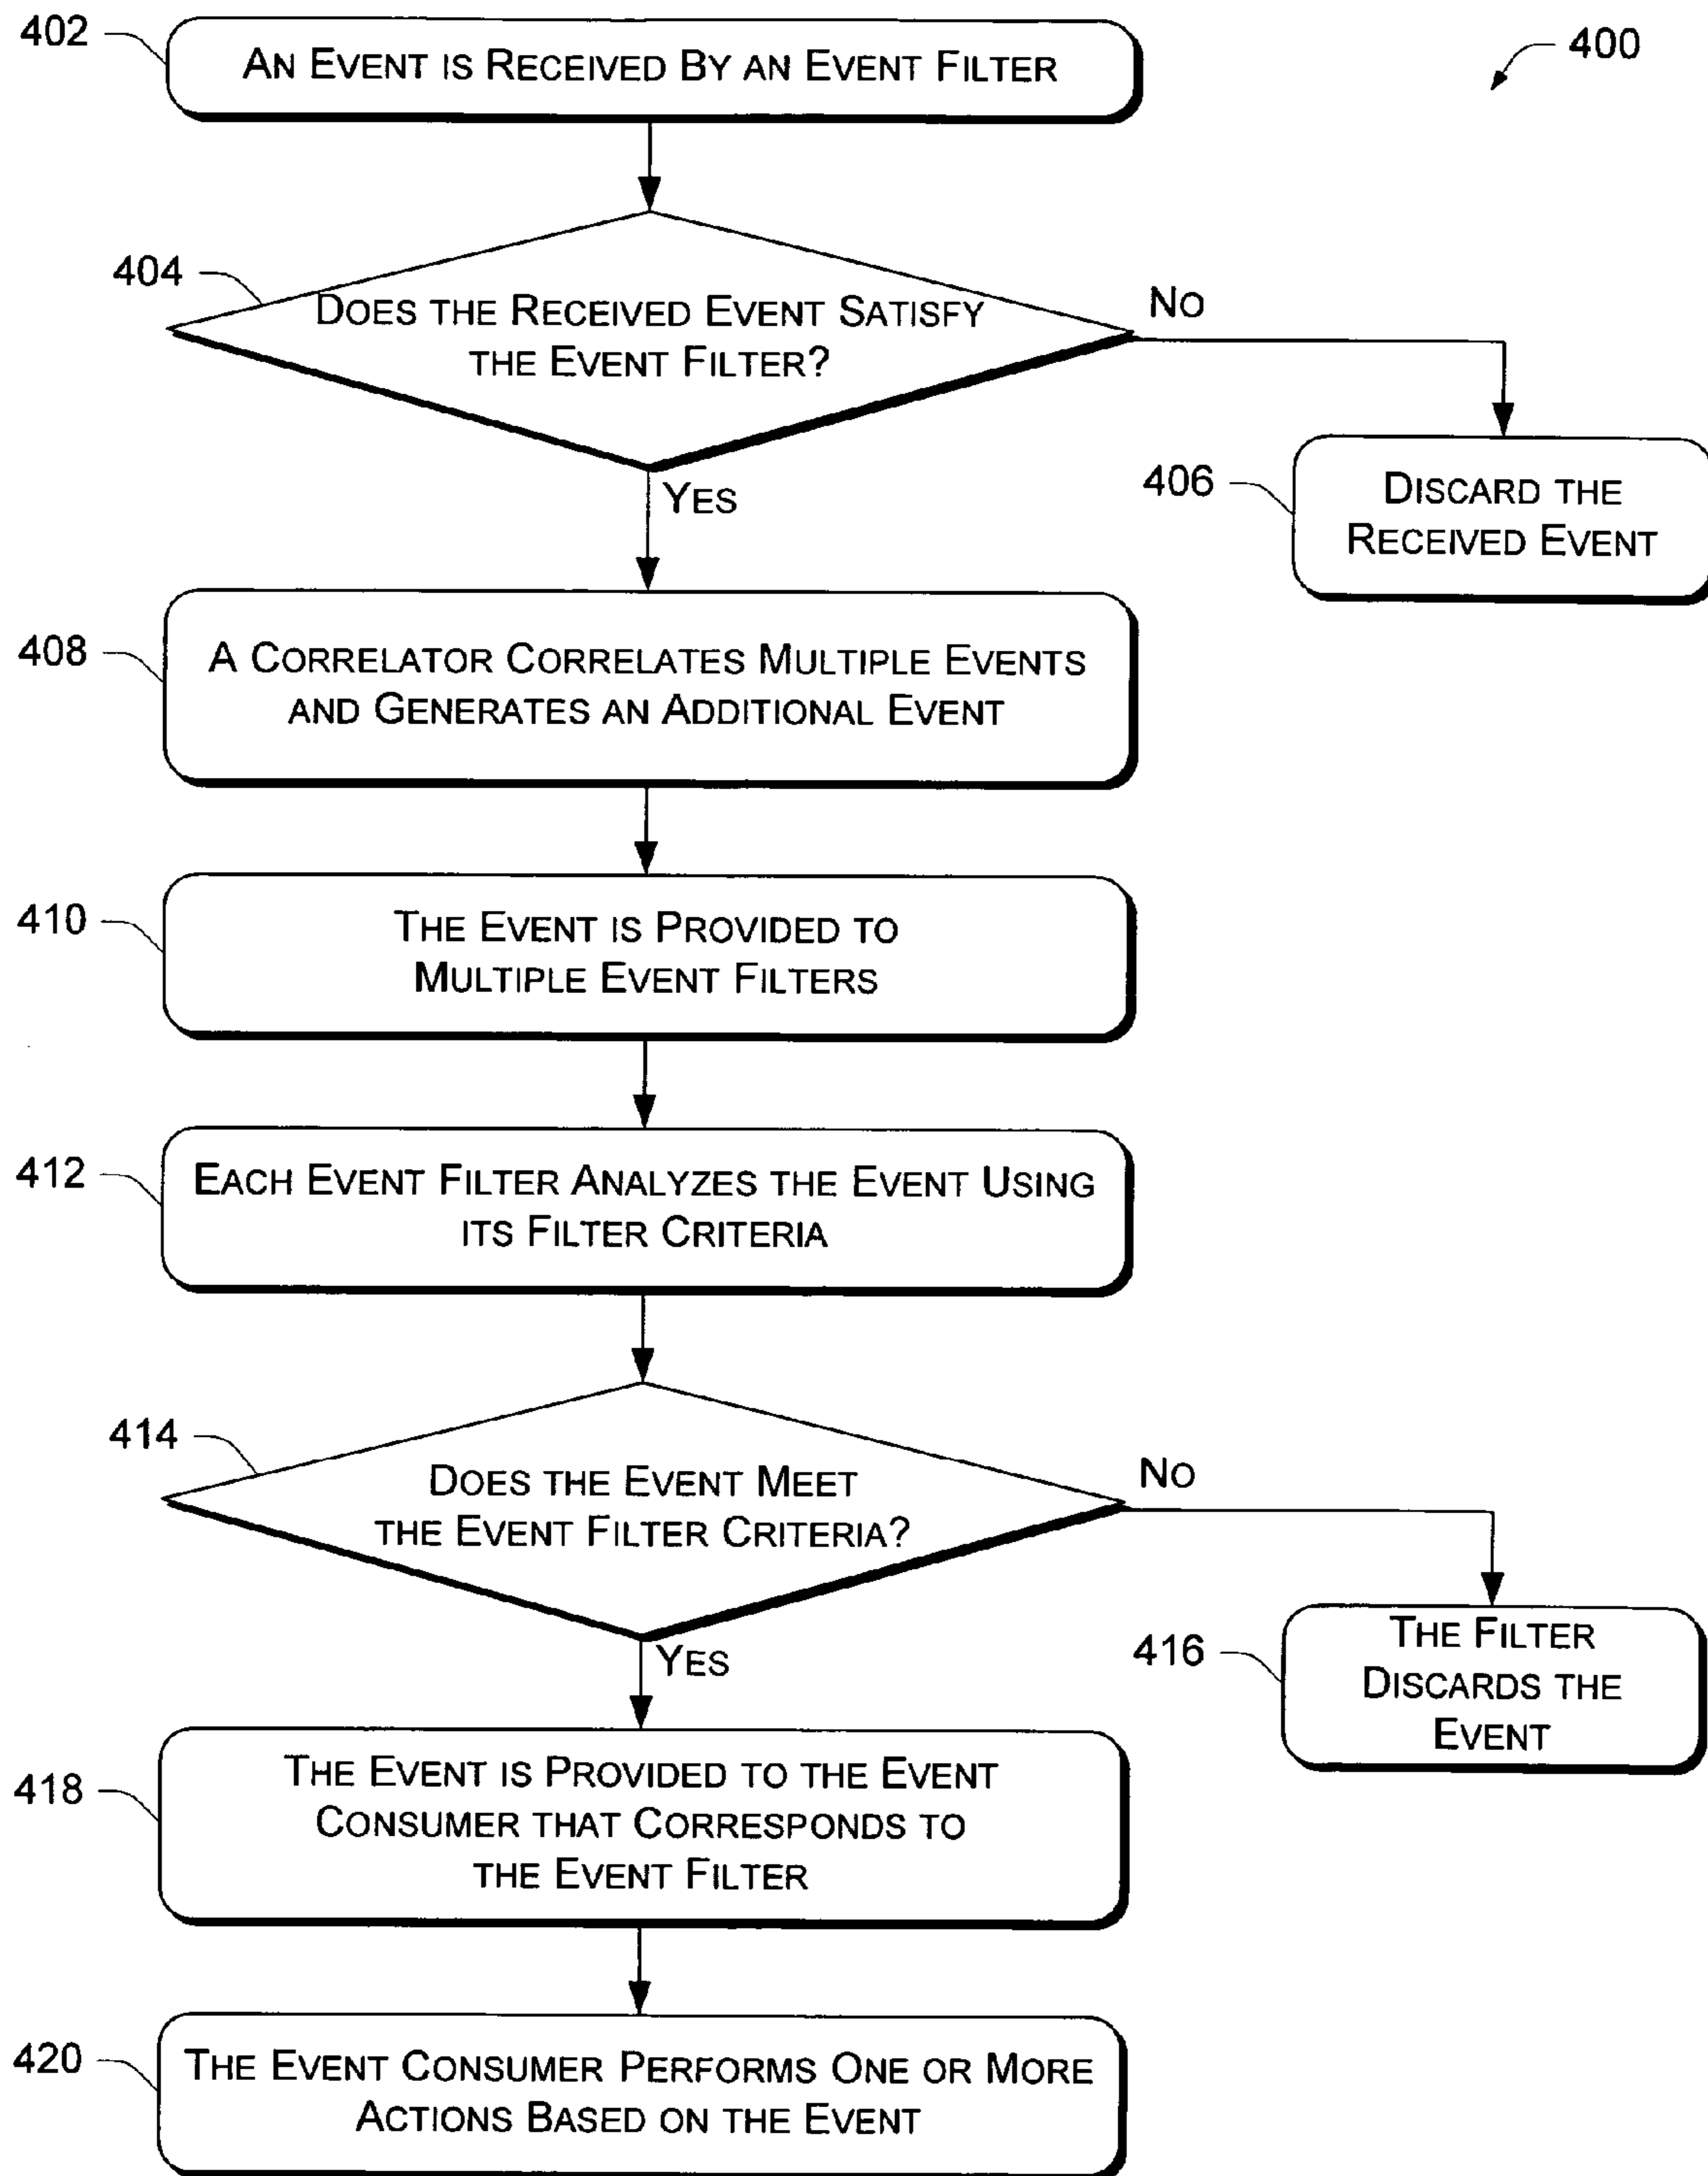 402
AN EVENT IS RECEIVED BY AN EVENT FILTER
400
404
DOES THE RECEIVED EVENT SATISFY
THE EVENT FILTER?
NO
YES
406
DISCARD THE
RECEIVED EVENT
408
A CORRELATOR CORRELATES MULTIPLE EVENTS
AND GENERATES AN ADDITIONAL EVENT
410
THE EVENT IS PROVIDED TO
MULTIPLE EVENT FILTERS
412
EACH EVENT FILTER ANALYZES THE EVENT USING
ITS FILTER CRITERIA
414
DOES THE EVENT MEET
THE EVENT FILTER CRITERIA?
NO
YES
416
THE FILTER
DISCARDS THE
EVENT
418
THE EVENT IS PROVIDED TO THE EVENT
CONSUMER THAT CORRESPONDS TO
THE EVENT FILTER
420
THE EVENT CONSUMER PERFORMS ONE OR MORE
ACTIONS BASED ON THE EVENT